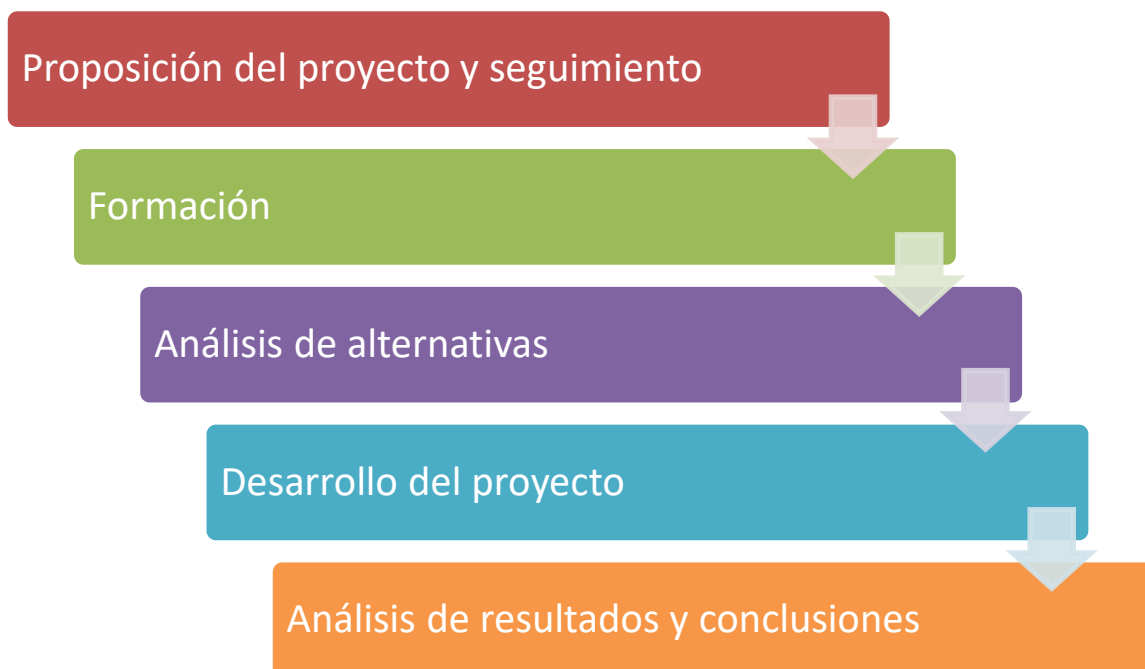 Proposición del proyecto y seguimiento
Formación
Análisis de alternativas
Desarrollo del proyecto
Análisis de resultados y conclusiones